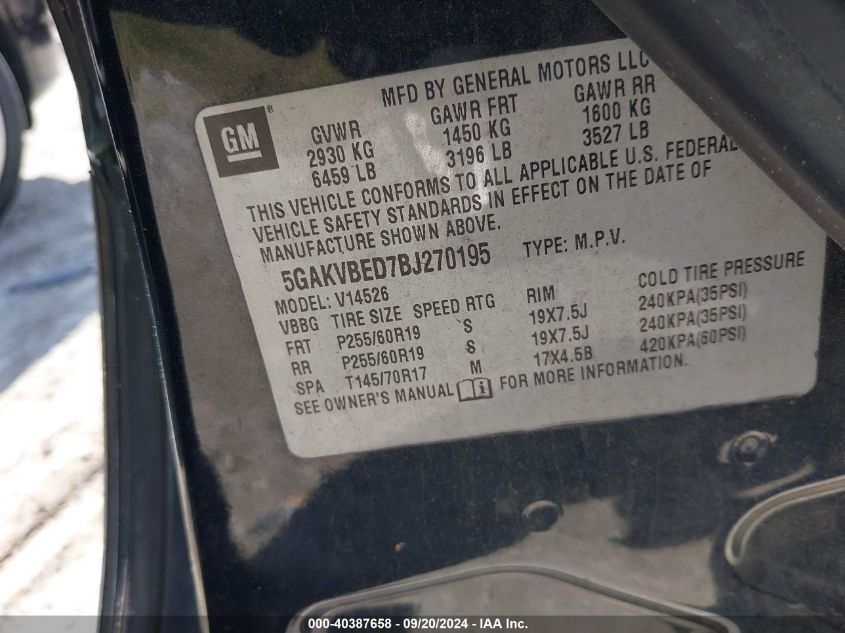 MFD BY GENERAL MOTORS LLC
GM ®
GVWR GAWR FRT GAWR RR
2930 KG 1450 KG 1600 KG
6459 LB 3196 LB 3527 LB
THIS VEHICLE CONFORMS TO ALL APPLICABLE U.S. FEDERAL
VEHICLE SAFETY STANDARDS IN EFFECT ON THE DATE OF
MANUFACTURE SHOWN ABOVE.
5GAKVBED7BJ270195 TYPE: M.P.V.
MODEL: V14526
VBBG TIRE SIZE SPEED RTG RIM COLD TIRE PRESSURE
FRT P255/60R19 S 19X7.5J 240KPA(35PSI)
RR P255/60R19 S 19X7.5J 240KPA(35PSI)
SPA T145/70R17 M 17X4.5B 420KPA(60PSI)
SEE OWNER'S MANUAL i FOR MORE INFORMATION.
000-40387658 - 09/20/2024 - IAA Inc.